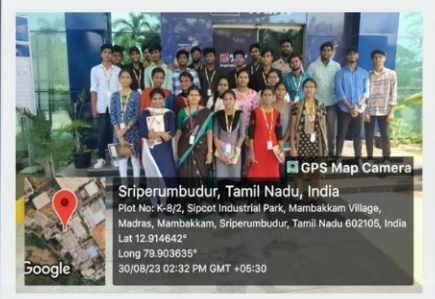 GPS Map Camera
Sriperumbudur, Tamil Nadu, India
Plot No: K-8/2, Sipcot Industrial Park, Mambakkam Village,
Madras, Mambakkam, Sriperumbudur, Tamil Nadu 602105, India
Lat 12.914642°
Long 79.903635°
30/08/23 02:32 PM GMT +05:30
Google